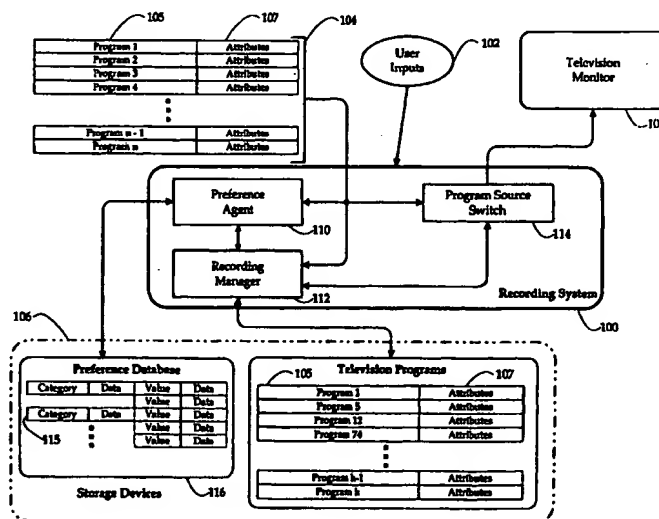 105
107
104
Program 1 Attributes
Program 2 Attributes
Program 3 Attributes
Program 4 Attributes
Program n - 1 Attributes
Program n Attributes
User Inputs
102
Television Monitor
10
Preference Agent
110
Program Source Switch
114
Recording Manager
112
Recording System
100
106
Preference Database
Category Data Value Data
Value Data
Category Data Value Data
Value Data
Value Data
115
116
Storage Devices
Television Programs
105
107
Program 1 Attributes
Program 5 Attributes
Program 12 Attributes
Program 74 Attributes
Program k-1 Attributes
Program k Attributes